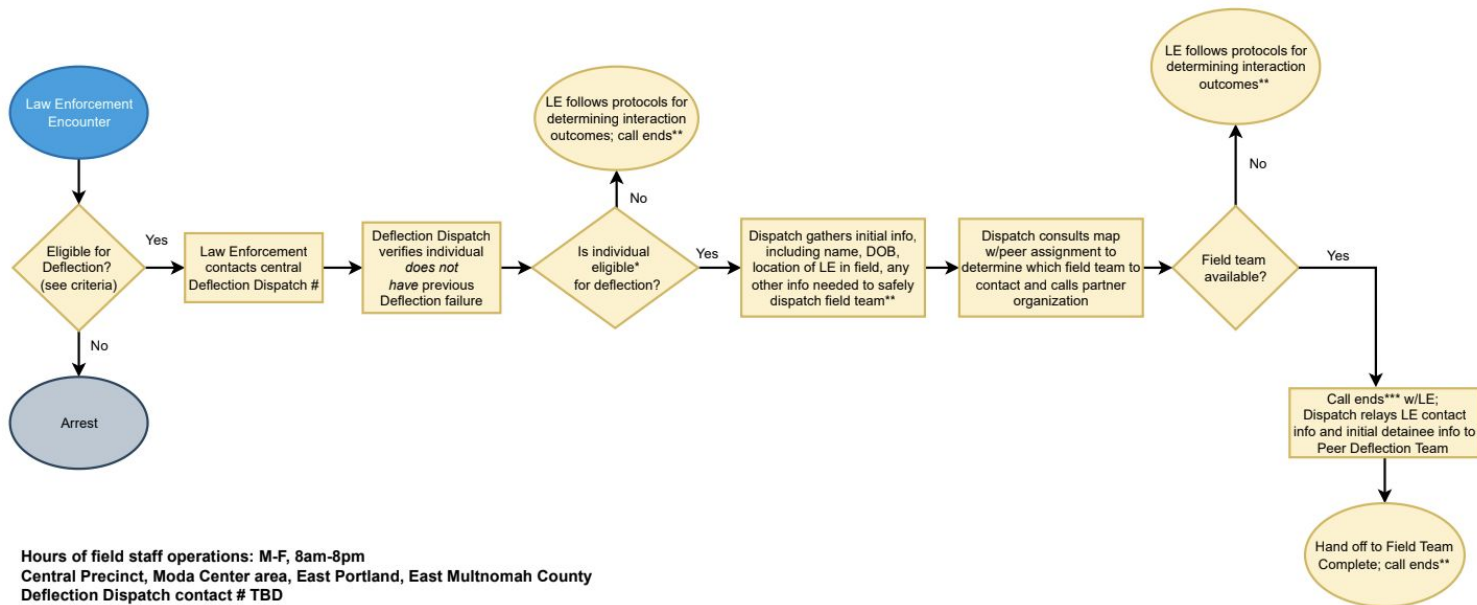 Law Enforcement
Encounter
Eligible for
Deflection?
(see criteria)
Yes
No
Arrest
Law Enforcement
contacts central
Deflection Dispatch #
Deflection Dispatch
verifies individual
does not
have previous
Deflection failure
Is individual
eligible*
for deflection?
No
LE follows protocols for
determining interaction
outcomes; call ends**
Yes
Dispatch gathers initial info,
including name, DOB,
location of LE in field, any
other info needed to safely
dispatch field team**
Dispatch consults map
w/peer assignment to
determine which field team to
contact and calls partner
organization
Field team
available?
No
LE follows protocols for
determining interaction
outcomes**
Yes
Call ends*** w/LE;
Dispatch relays LE contact
info and initial detainee info to
Peer Deflection Team
Hand off to Field Team
Complete; call ends**
Hours of field staff operations: M-F, 8am-8pm
Central Precinct, Moda Center area, East Portland, East Multnomah County
Deflection Dispatch contact # TBD